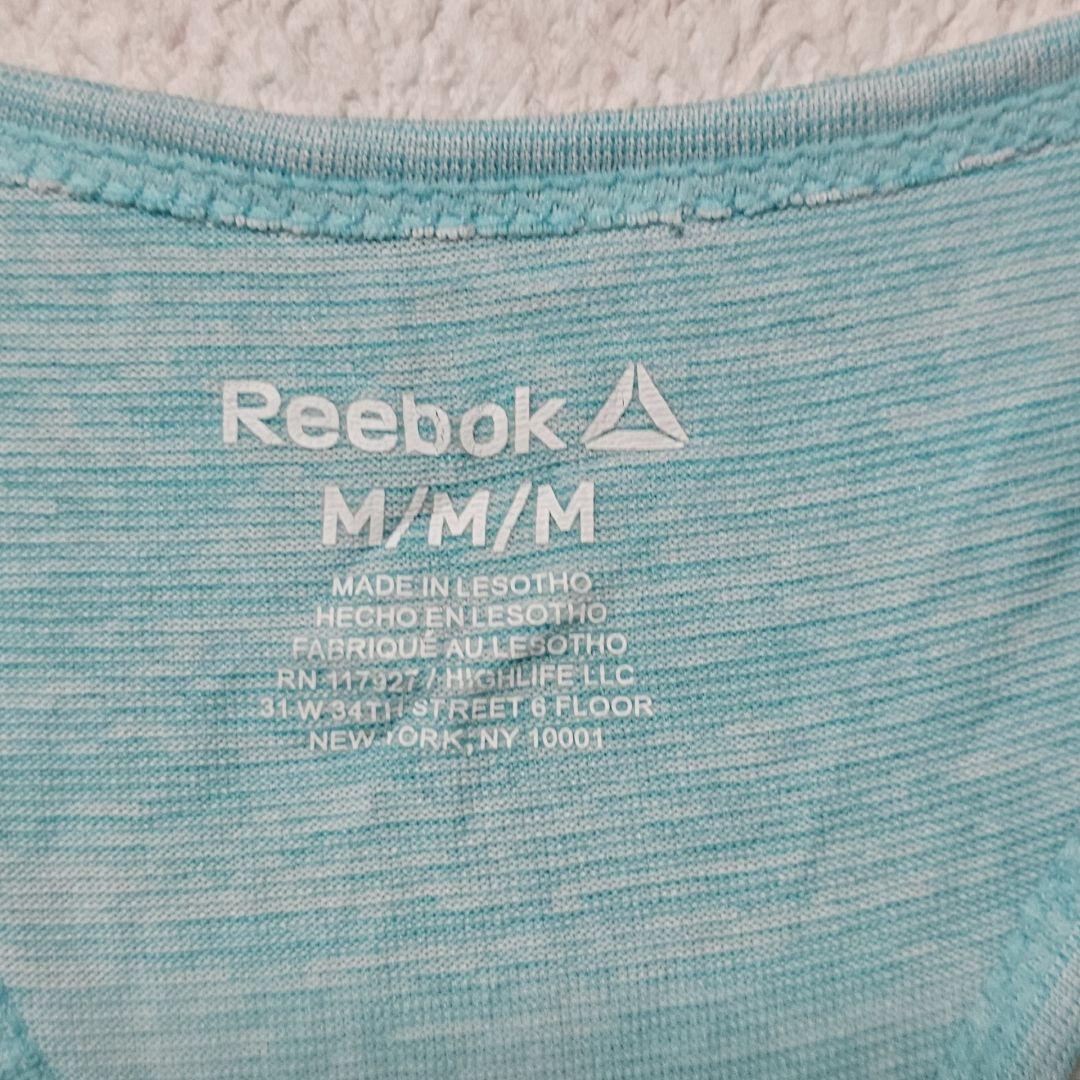 Reebok
M/M/M
MADE IN LESOTHO
HECHO EN LESOTHO
FABRIQUÉ AU LESOTHO
RN 117927 / HIGHLIFE LLC
31 W 34TH STREET 6 FLOOR
NEW YORK, NY 10001